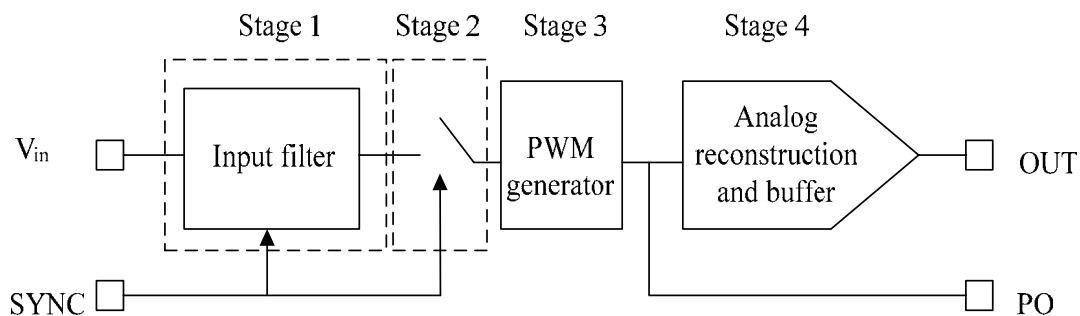 Stage 1
Stage 2
Stage 3
Stage 4
Vin
Input filter
PWM
generator
Analog
reconstruction
and buffer
OUT
SYNC
PO